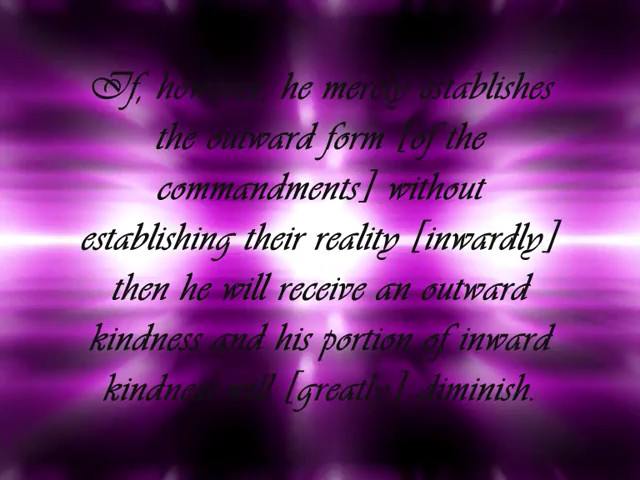 If, however, he merely establishes
the outward form [of the
commandments] without
establishing their reality [inwardly]
then he will receive an outward
kindness and his portion of inward
kindness will [greatly] diminish.